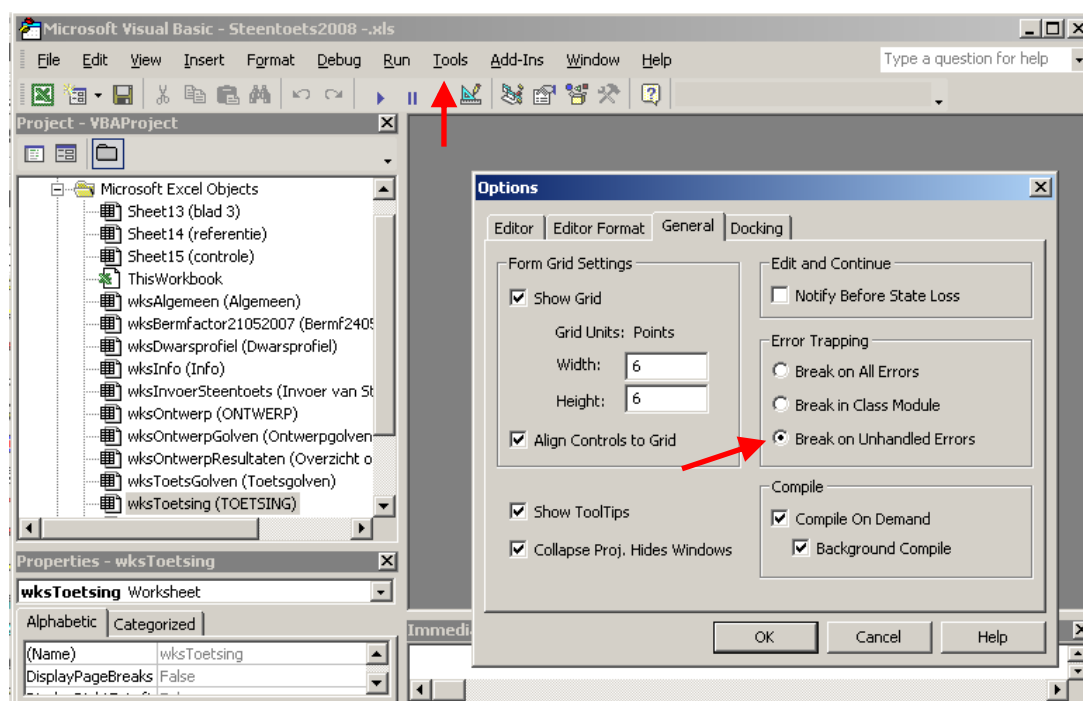 Microsoft Visual Basic - Steentoets2008 -.xls
File Edit View Insert Format Debug Run Tools Add-Ins Window Help Type a question for help
Project - VBAProject
Microsoft Excel Objects
Sheet13 (blad 3)
Sheet14 (referentie)
Sheet15 (controle)
ThisWorkbook
wksAlgemeen (Algemeen)
wksBermfactor21052007 (Bermf2405
wksDwarsprofiel (Dwarsprofiel)
wksInfo (Info)
wksInvoerSteentoets (Invoer van St
wksOntwerp (ONTWERP)
wksOntwerpGolven (Ontwerpgolven
wksOntwerpResultaten (Overzicht o
wksToetsGolven (Toetsgolven)
wksToetsing (TOETSING)
Properties - wksToetsing
wksToetsing Worksheet
Alphabetic Categorized
(Name) wksToetsing
DisplayPageBreaks False
Immedi
Options
Editor Editor Format General Docking
Form Grid Settings
Show Grid
Grid Units: Points
Width: 6
Height: 6
Align Controls to Grid
Show ToolTips
Collapse Proj. Hides Windows
Edit and Continue
Notify Before State Loss
Error Trapping
Break on All Errors
Break in Class Module
Break on Unhandled Errors
Compile
Compile On Demand
Background Compile
OK Cancel Help